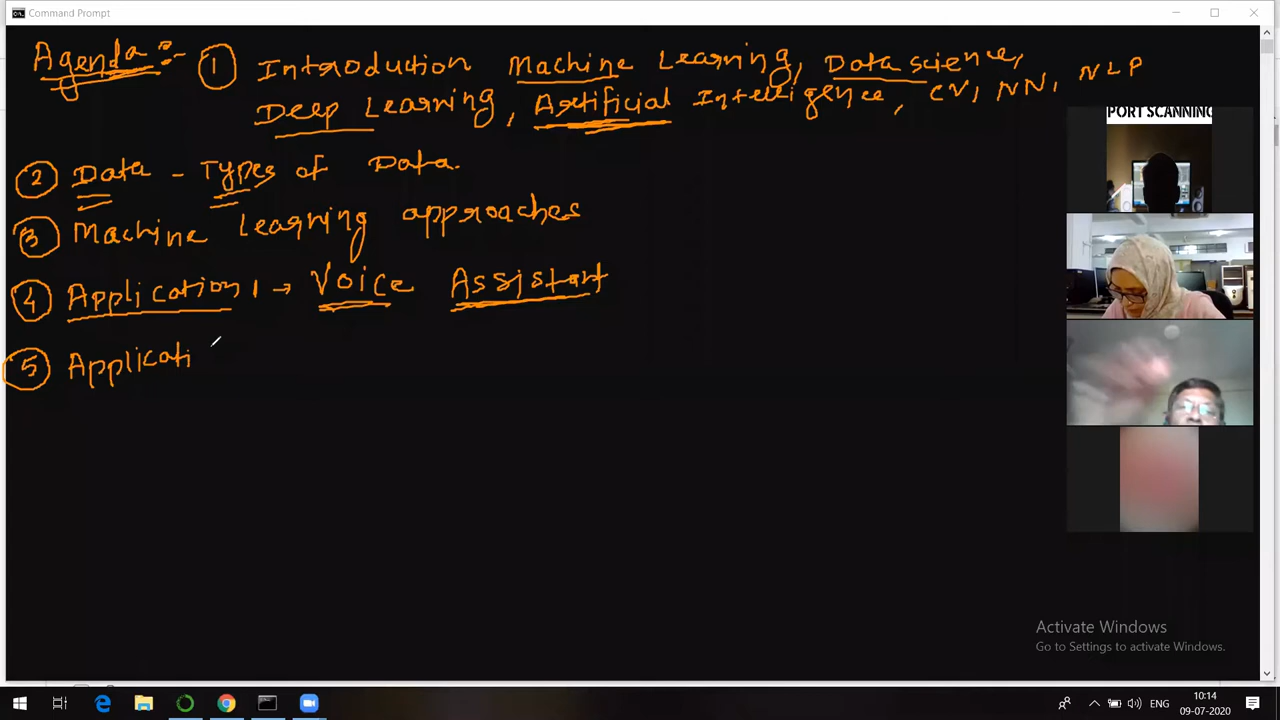 Command Prompt
Agenda :- ① Introduction Machine Learning, Data science,
Deep Learning, Artificial Intelligence, CV, NN, NLP
② Data - Types of Data.
③ Machine Learning approaches
④ Application 1 → Voice Assistant
⑤ Applicati
PORT SCANNING
Activate Windows
Go to Settings to activate Windows.
ENG
10:14
09-07-2020